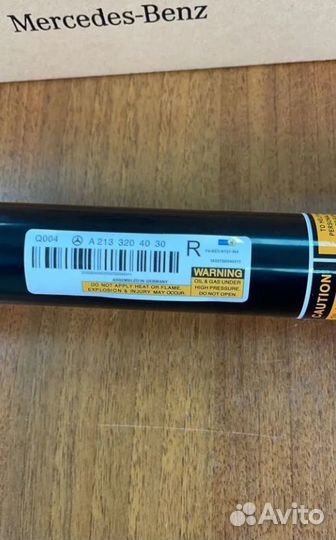 Mercedes-Benz
Q004 A 213 320 40 30 R
ASSEMBLED IN GERMANY
DO NOT APPLY HEAT OR FLAME.
EXPLOSION & INJURY MAY OCCUR.
WARNING
OIL & GAS UNDER
HIGH PRESSURE.
DO NOT OPEN.
CAUTION
Avito